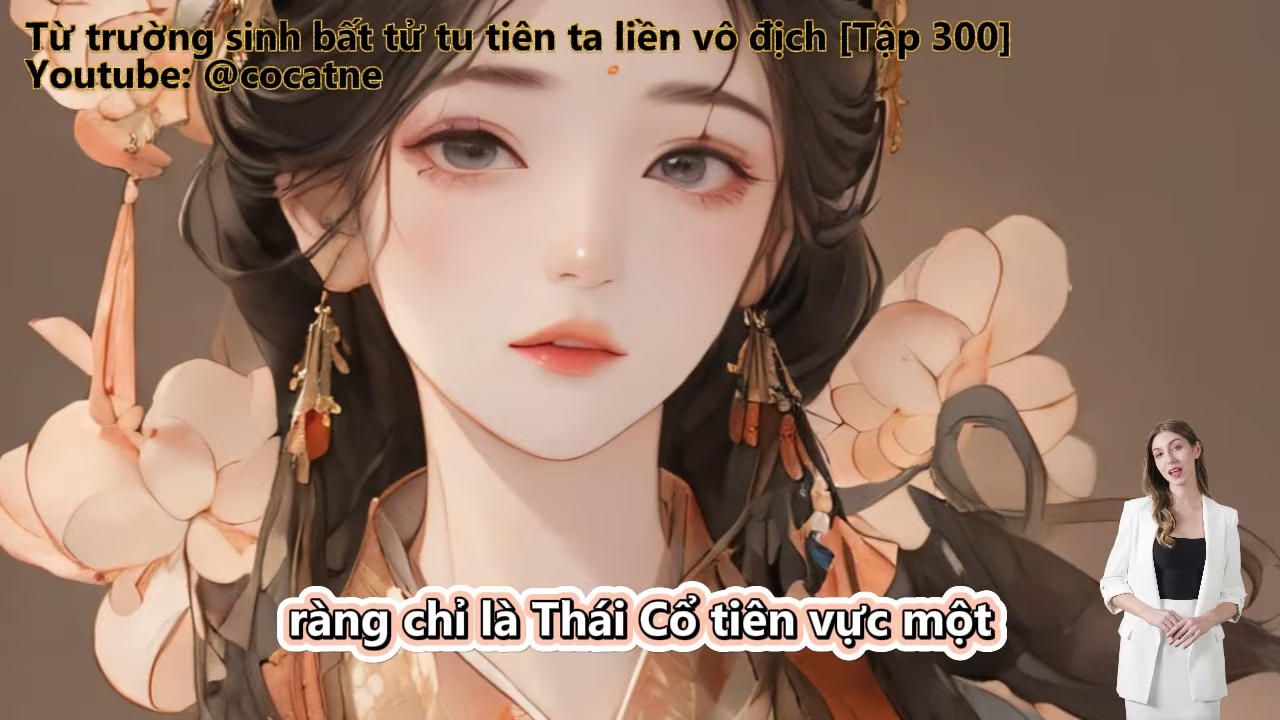 Từ trường sinh bất tử tu tiên ta liền vô địch [Tập 300]
Youtube: @cocatne
ràng chỉ là Thái Cổ tiên vực một